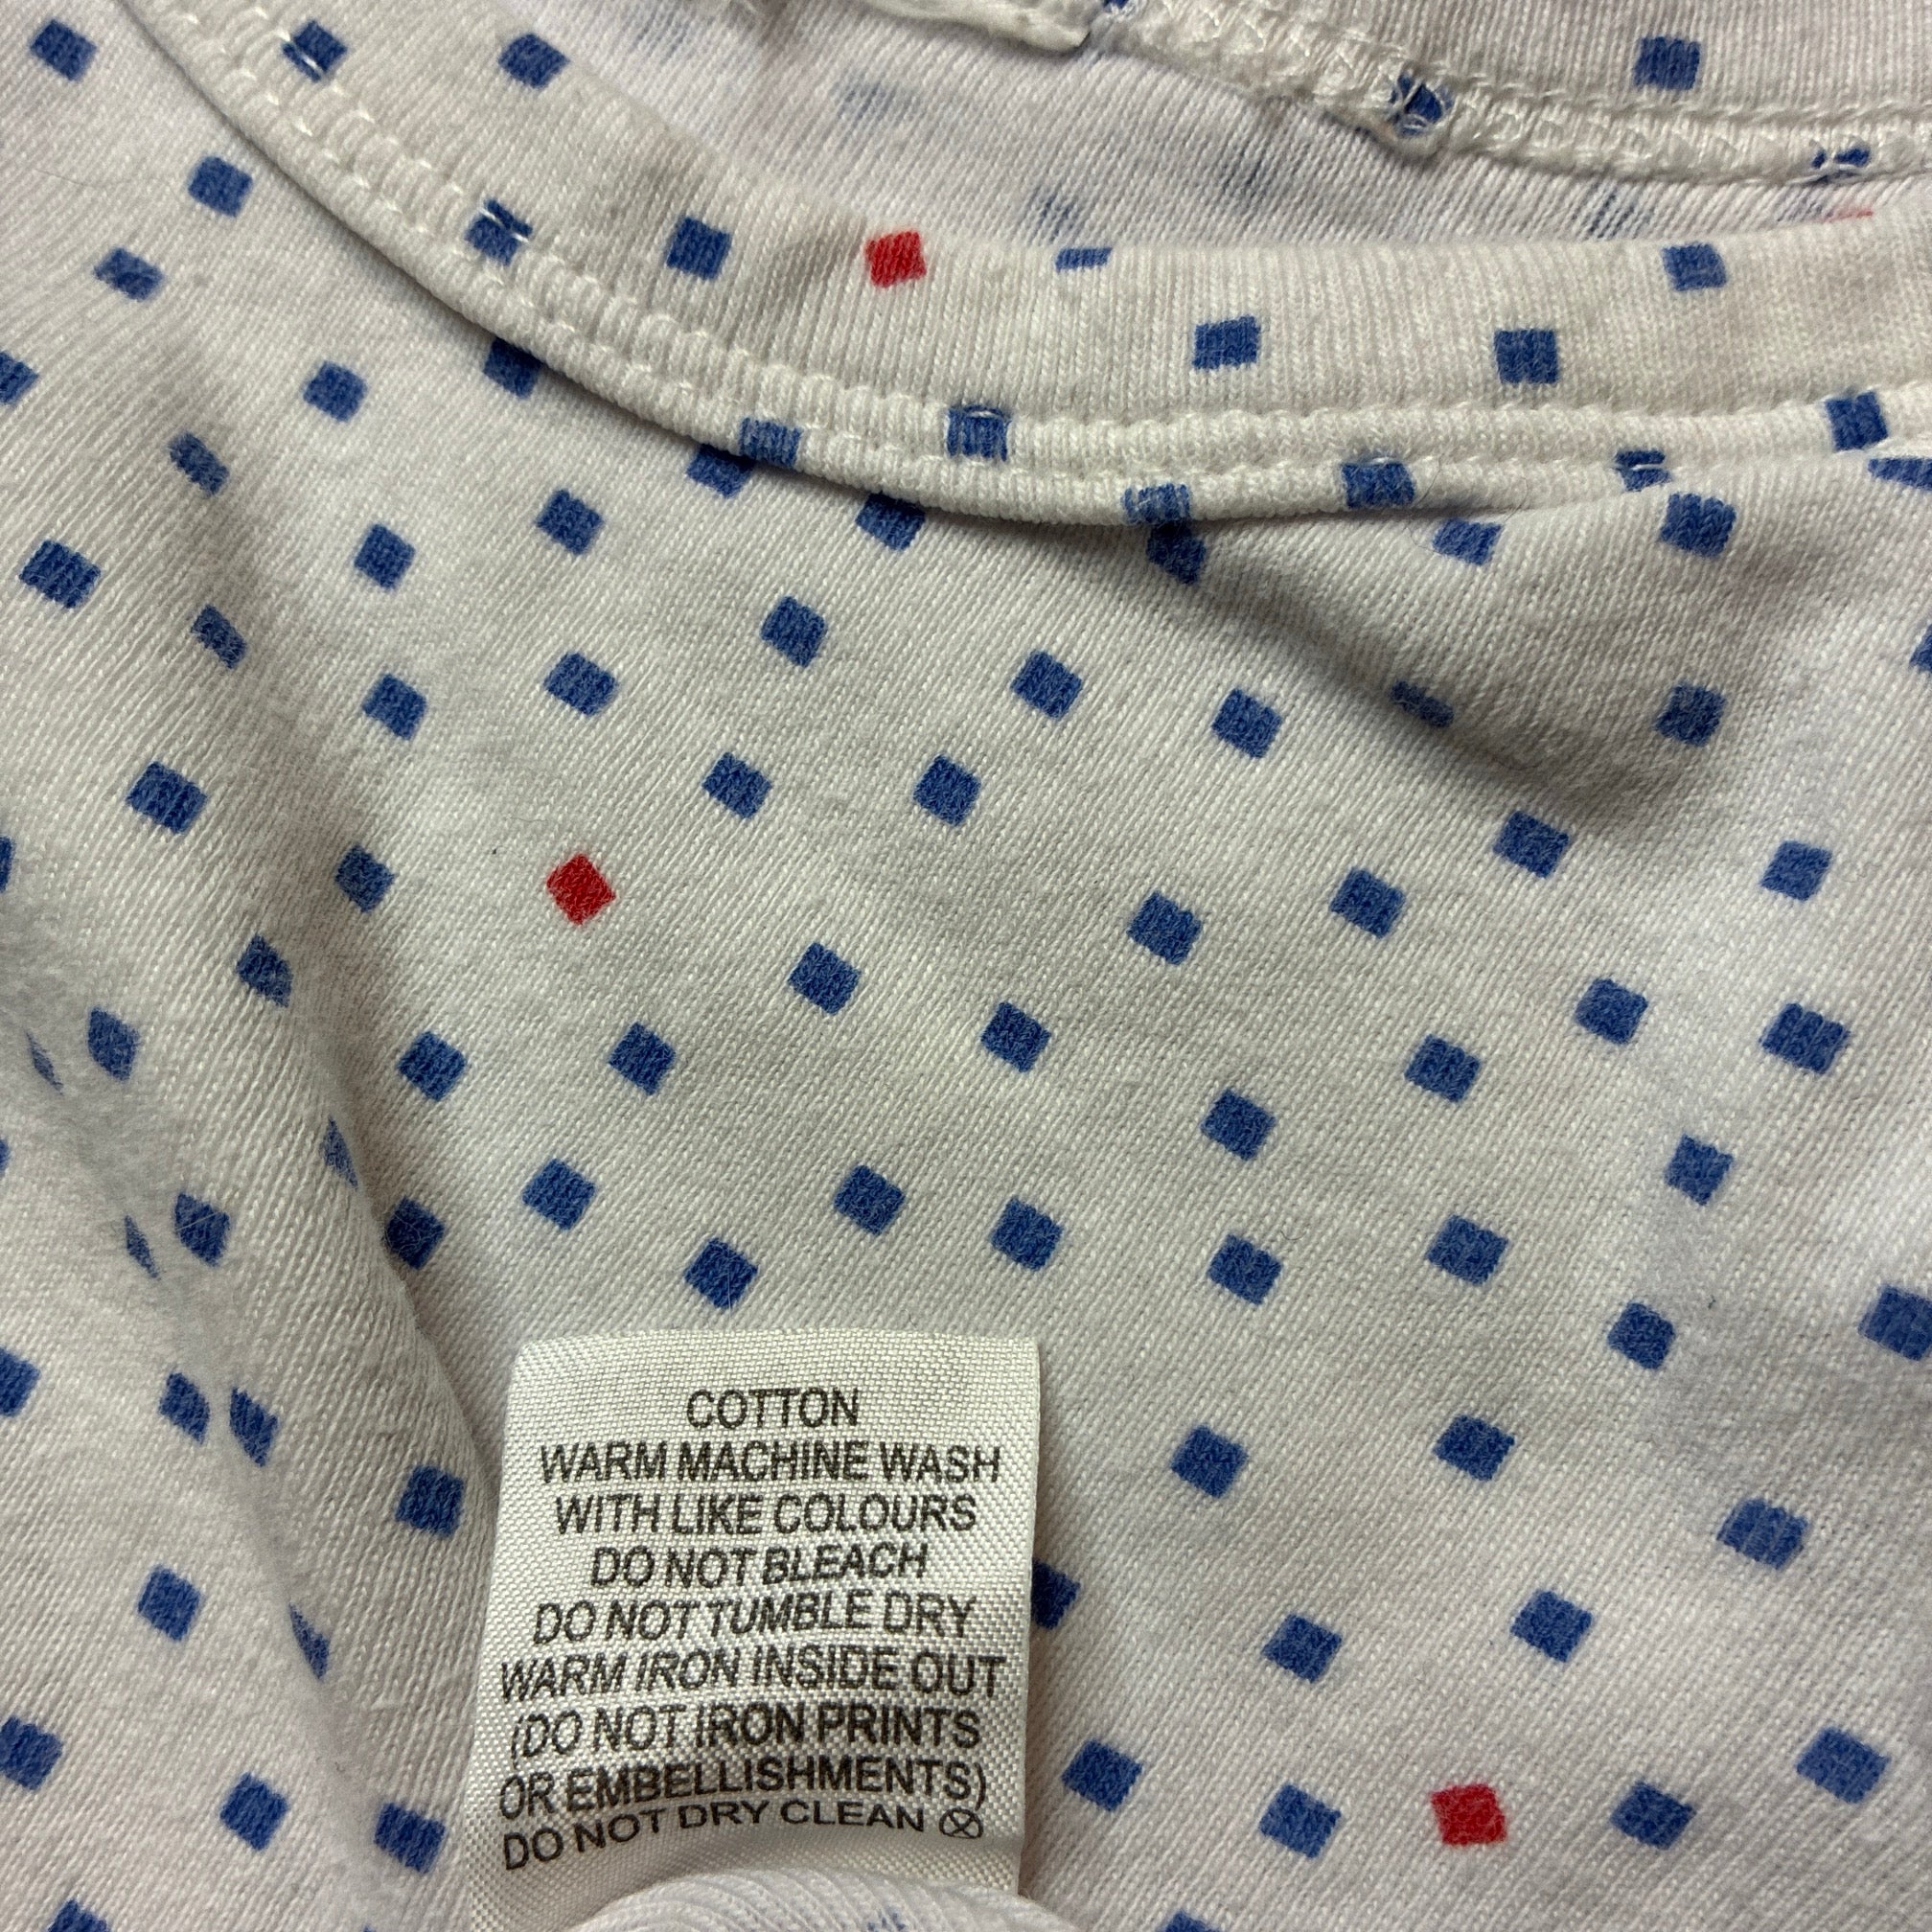 COTTON
WARM MACHINE WASH
WITH LIKE COLOURS
DO NOT BLEACH
DO NOT TUMBLE DRY
WARM IRON INSIDE OUT
(DO NOT IRON PRINTS
OR EMBELLISHMENTS)
DO NOT DRY CLEAN